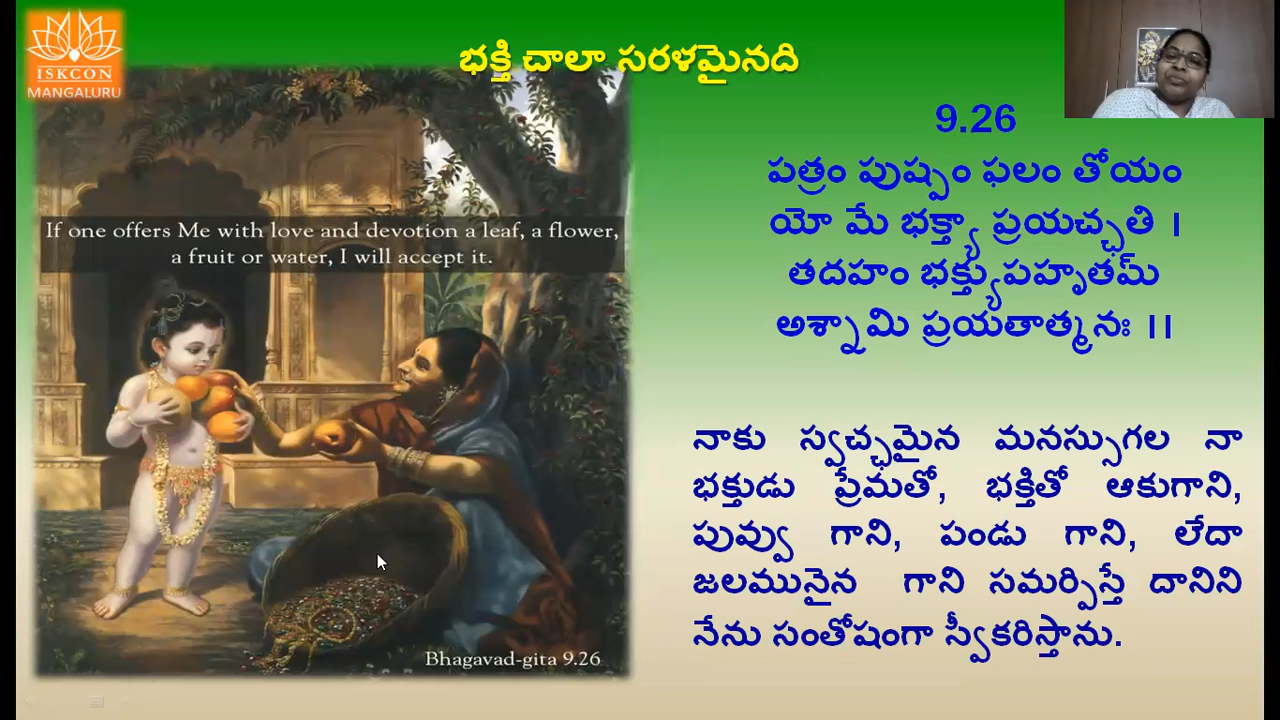 ISKCON
MANGALURU
భక్తి చాలా సరళమైనది
If one offers Me with love and devotion a leaf, a flower,
a fruit or water, I will accept it.
Bhagavad-gita 9.26
9.26
పత్రం పుష్పం ఫలం తోయం
యో మే భక్త్యా ప్రయచ్ఛతి ।
తదహం భక్త్యుపహృతమ్
అశ్నామి ప్రయతాత్మనః ।।
నాకు స్వచ్ఛమైన మనస్సుగల నా
భక్తుడు ప్రేమతో, భక్తితో ఆకుగాని,
పువ్వు గాని, పండు గాని, లేదా
జలమునైన గాని సమర్పిస్తే దానిని
నేను సంతోషంగా స్వీకరిస్తాను.